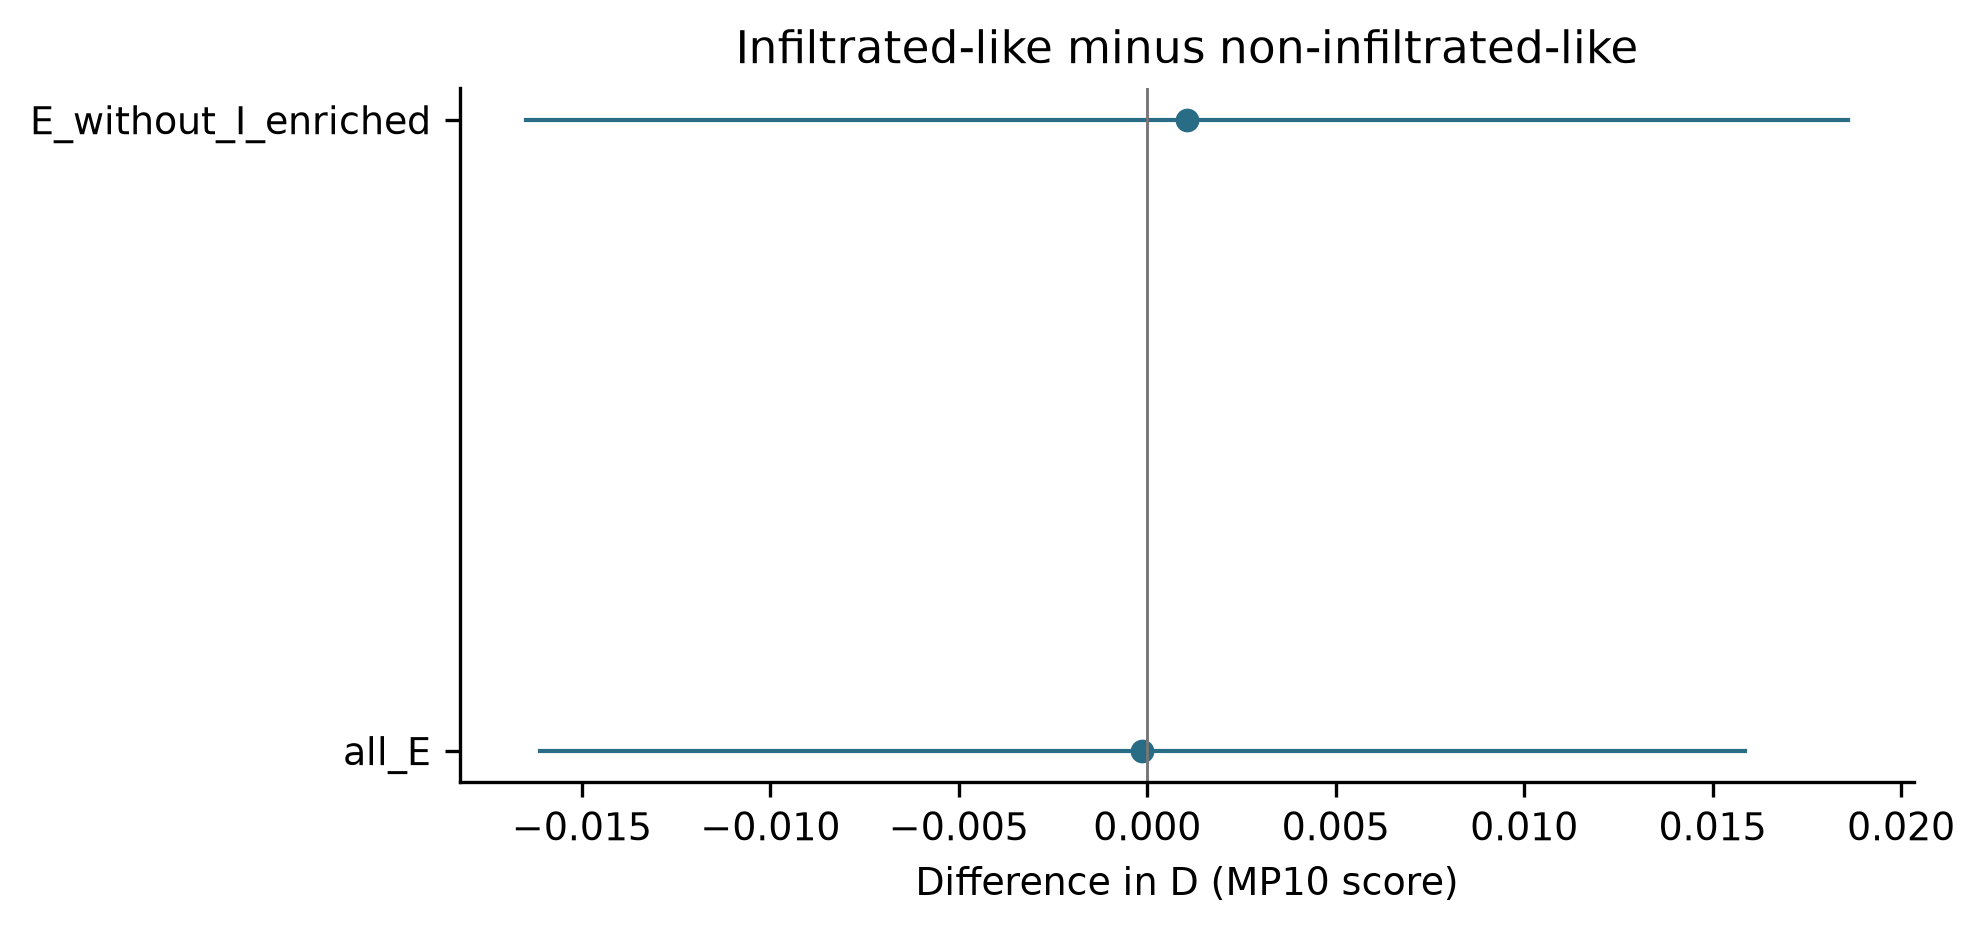 Infiltrated-like minus non-infiltrated-like
E_without_I_enriched
all_E
−0.015 −0.010 −0.005 0.000 0.005 0.010 0.015 0.020
Difference in D (MP10 score)